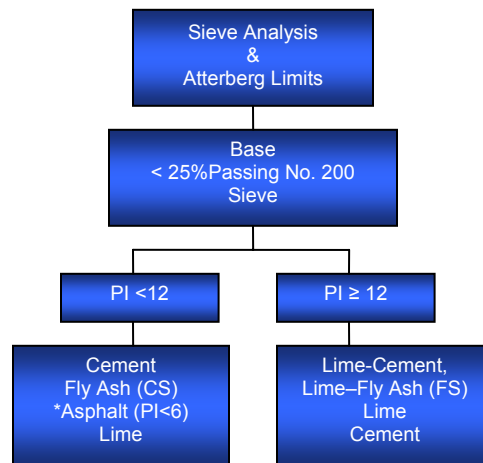 Sieve Analysis
&
Atterberg Limits
Base
< 25%Passing No. 200
Sieve
PI <12
PI ≥ 12
Cement
Fly Ash (CS)
*Asphalt (PI<6)
Lime
Lime-Cement,
Lime–Fly Ash (FS)
Lime
Cement